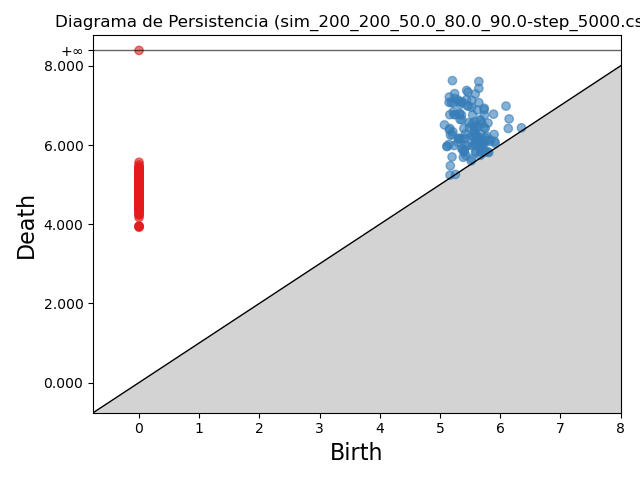 Diagrama de Persistencia (sim_200_200_50.0_80.0_90.0-step_5000.cs
+∞
8.000
6.000
4.000
2.000
0.000
Death
0 1 2 3 4 5 6 7 8
Birth